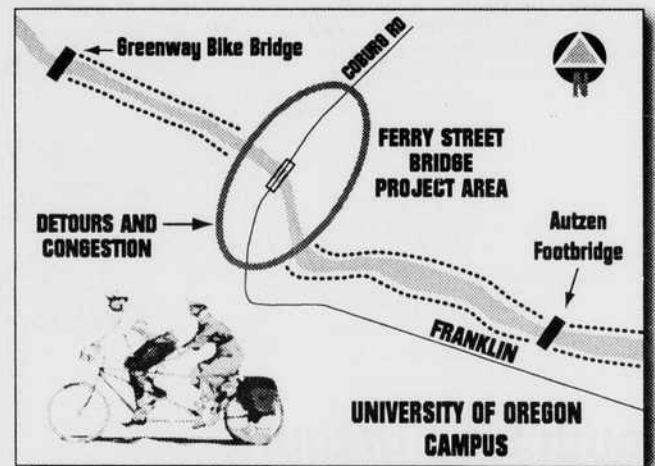 Greenway Bike Bridge
COBURG RD
N
FERRY STREET
BRIDGE
PROJECT AREA
DETOURS AND
CONGESTION
Autzen
Footbridge
FRANKLIN
UNIVERSITY OF OREGON
CAMPUS